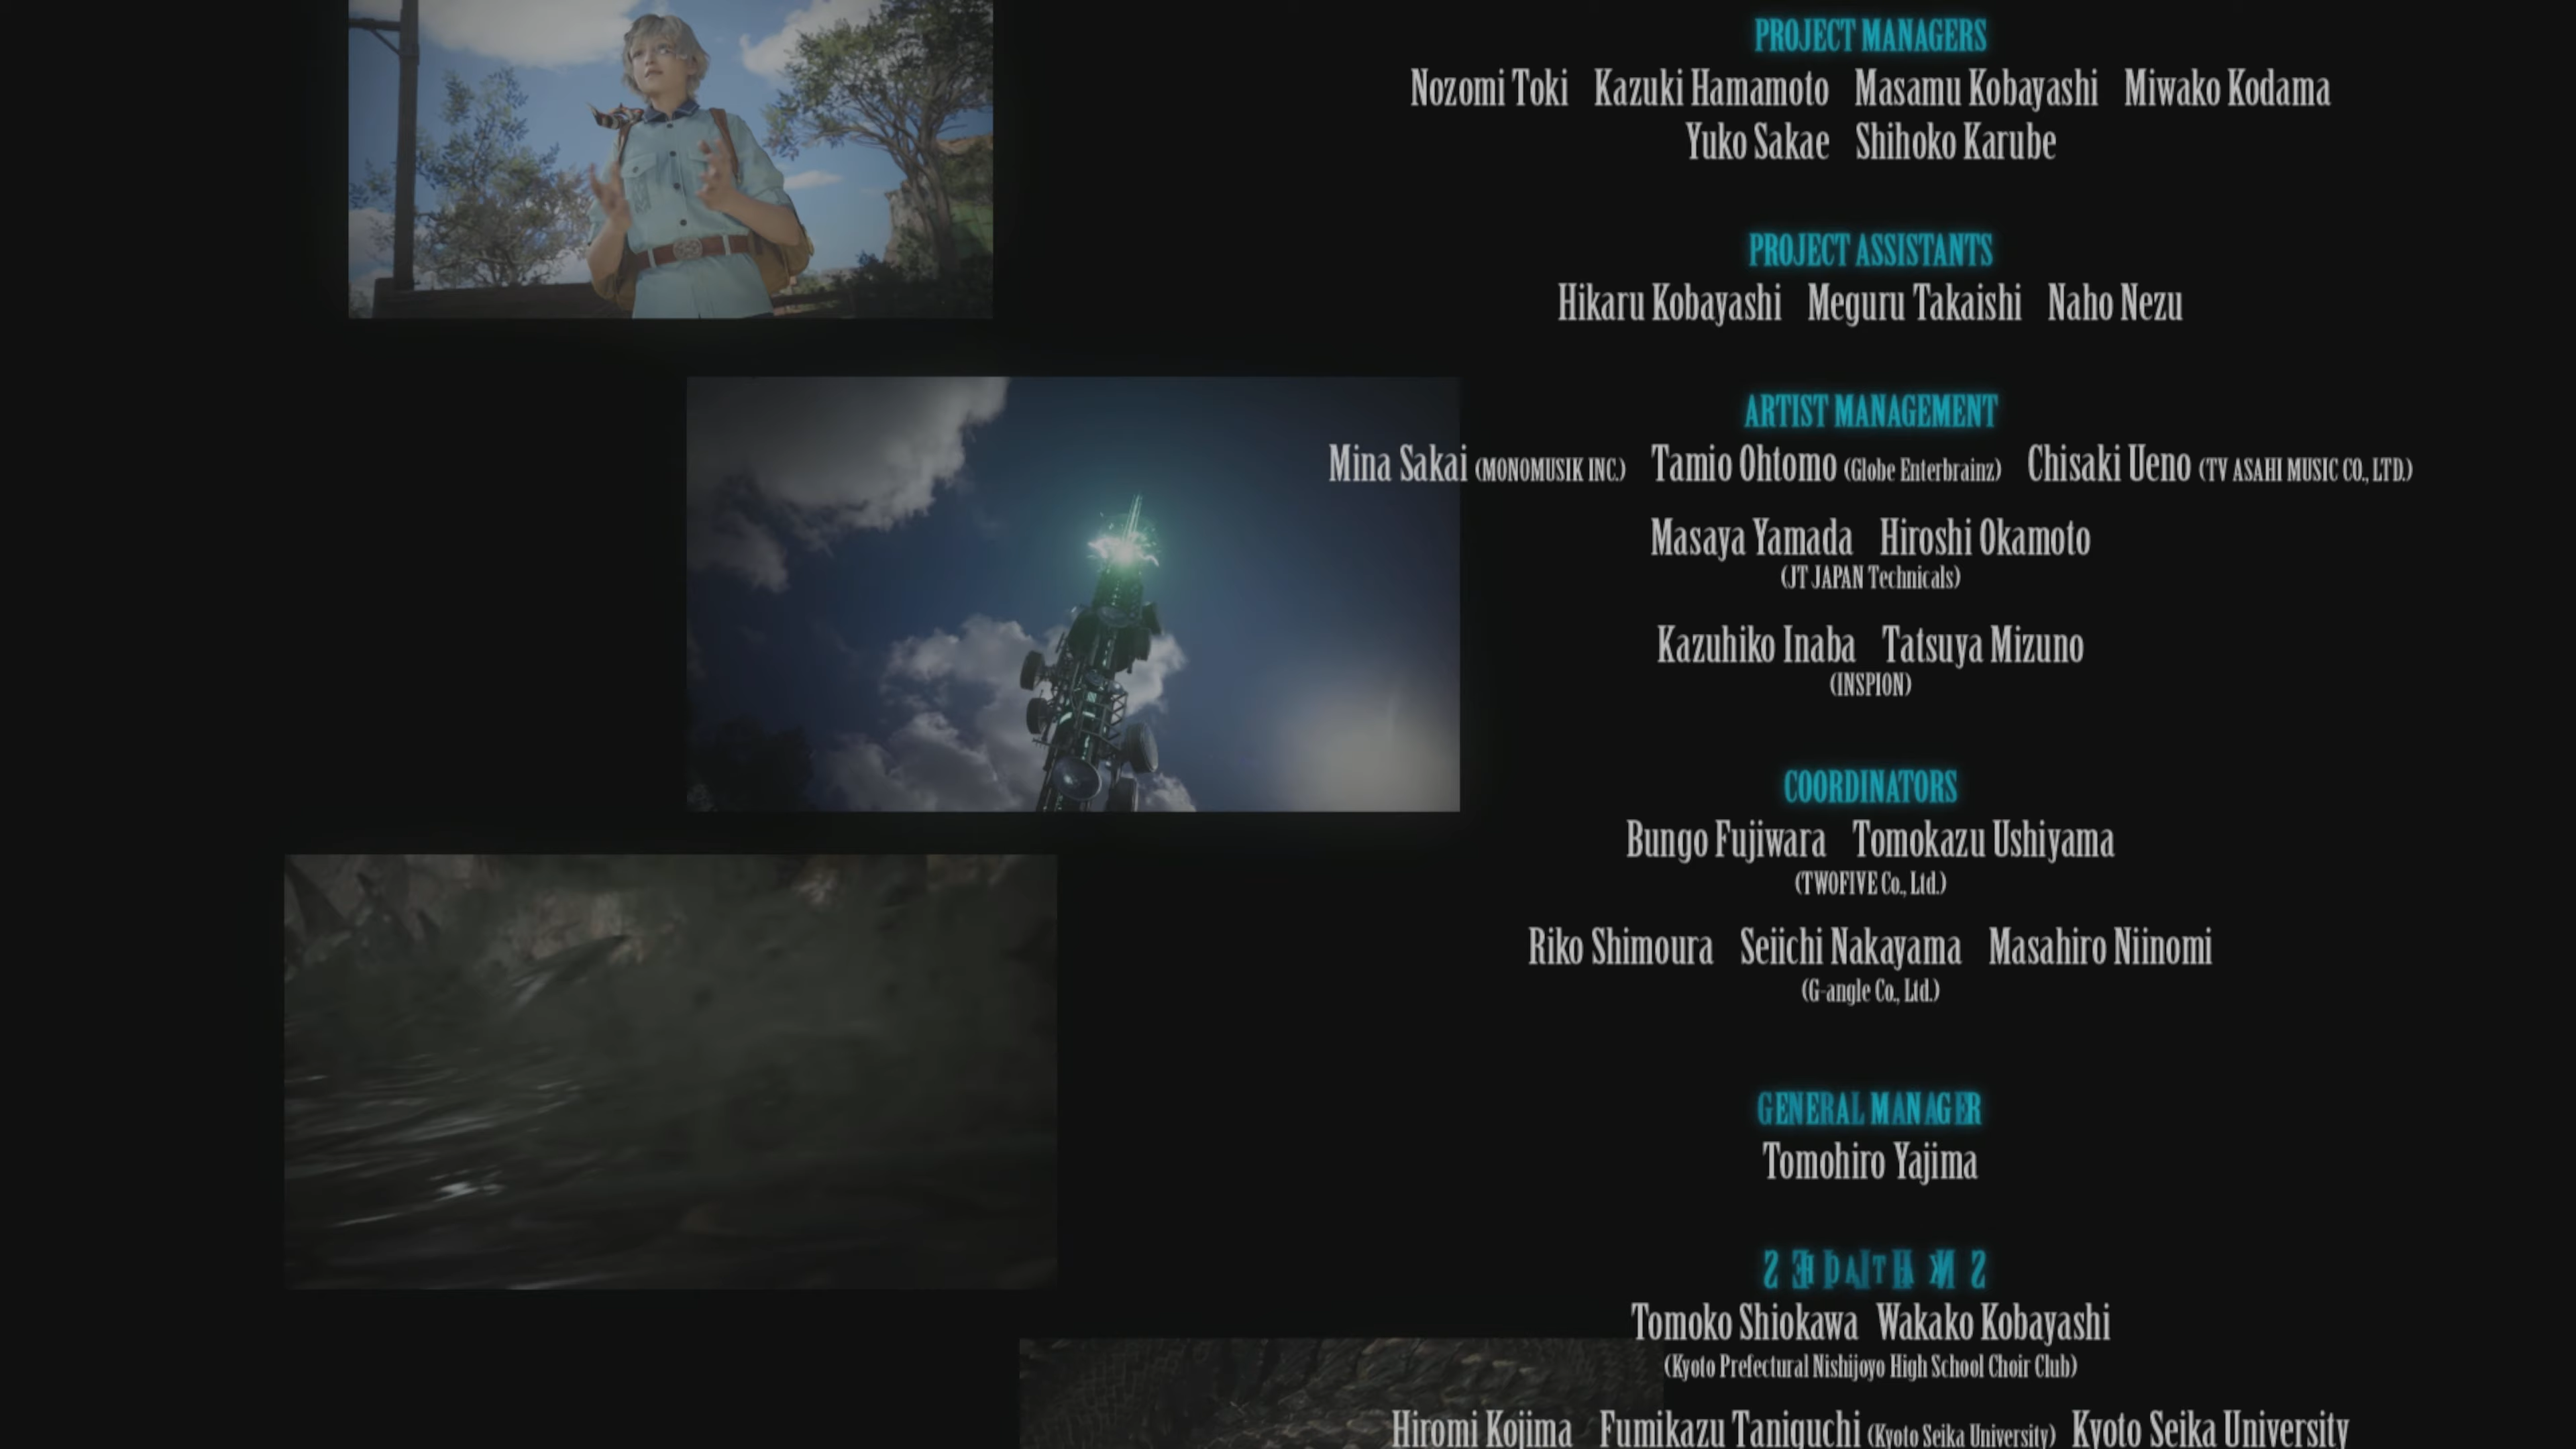 PROJECT MANAGERS
Nozomi Toki Kazuki Hamamoto Masamu Kobayashi Miwako Kodama
Yuko Sakae Shihoko Karube
PROJECT ASSISTANTS
Hikaru Kobayashi Meguru Takaishi Naho Nezu
ARTIST MANAGEMENT
Mina Sakai (MONOMUSIK INC.) Tamio Ohtomo (Globe Enterbrainz) Chisaki Ueno (TV ASAHI MUSIC CO., LTD.)
Masaya Yamada Hiroshi Okamoto
(JT JAPAN Technicals)
Kazuhiko Inaba Tatsuya Mizuno
(INSPION)
COORDINATORS
Bungo Fujiwara Tomokazu Ushiyama
(TWOFIVE Co., Ltd.)
Riko Shimoura Seiichi Nakayama Masahiro Niinomi
(G-angle Co., Ltd.)
GENERAL MANAGER
Tomohiro Yajima
Tomoko Shiokawa Wakako Kobayashi
(Kyoto Prefectural Nishijoyo High School Choir Club)
Hiromi Kojima Fumikazu Taniguchi (Kyoto Seika University) Kyoto Seika University